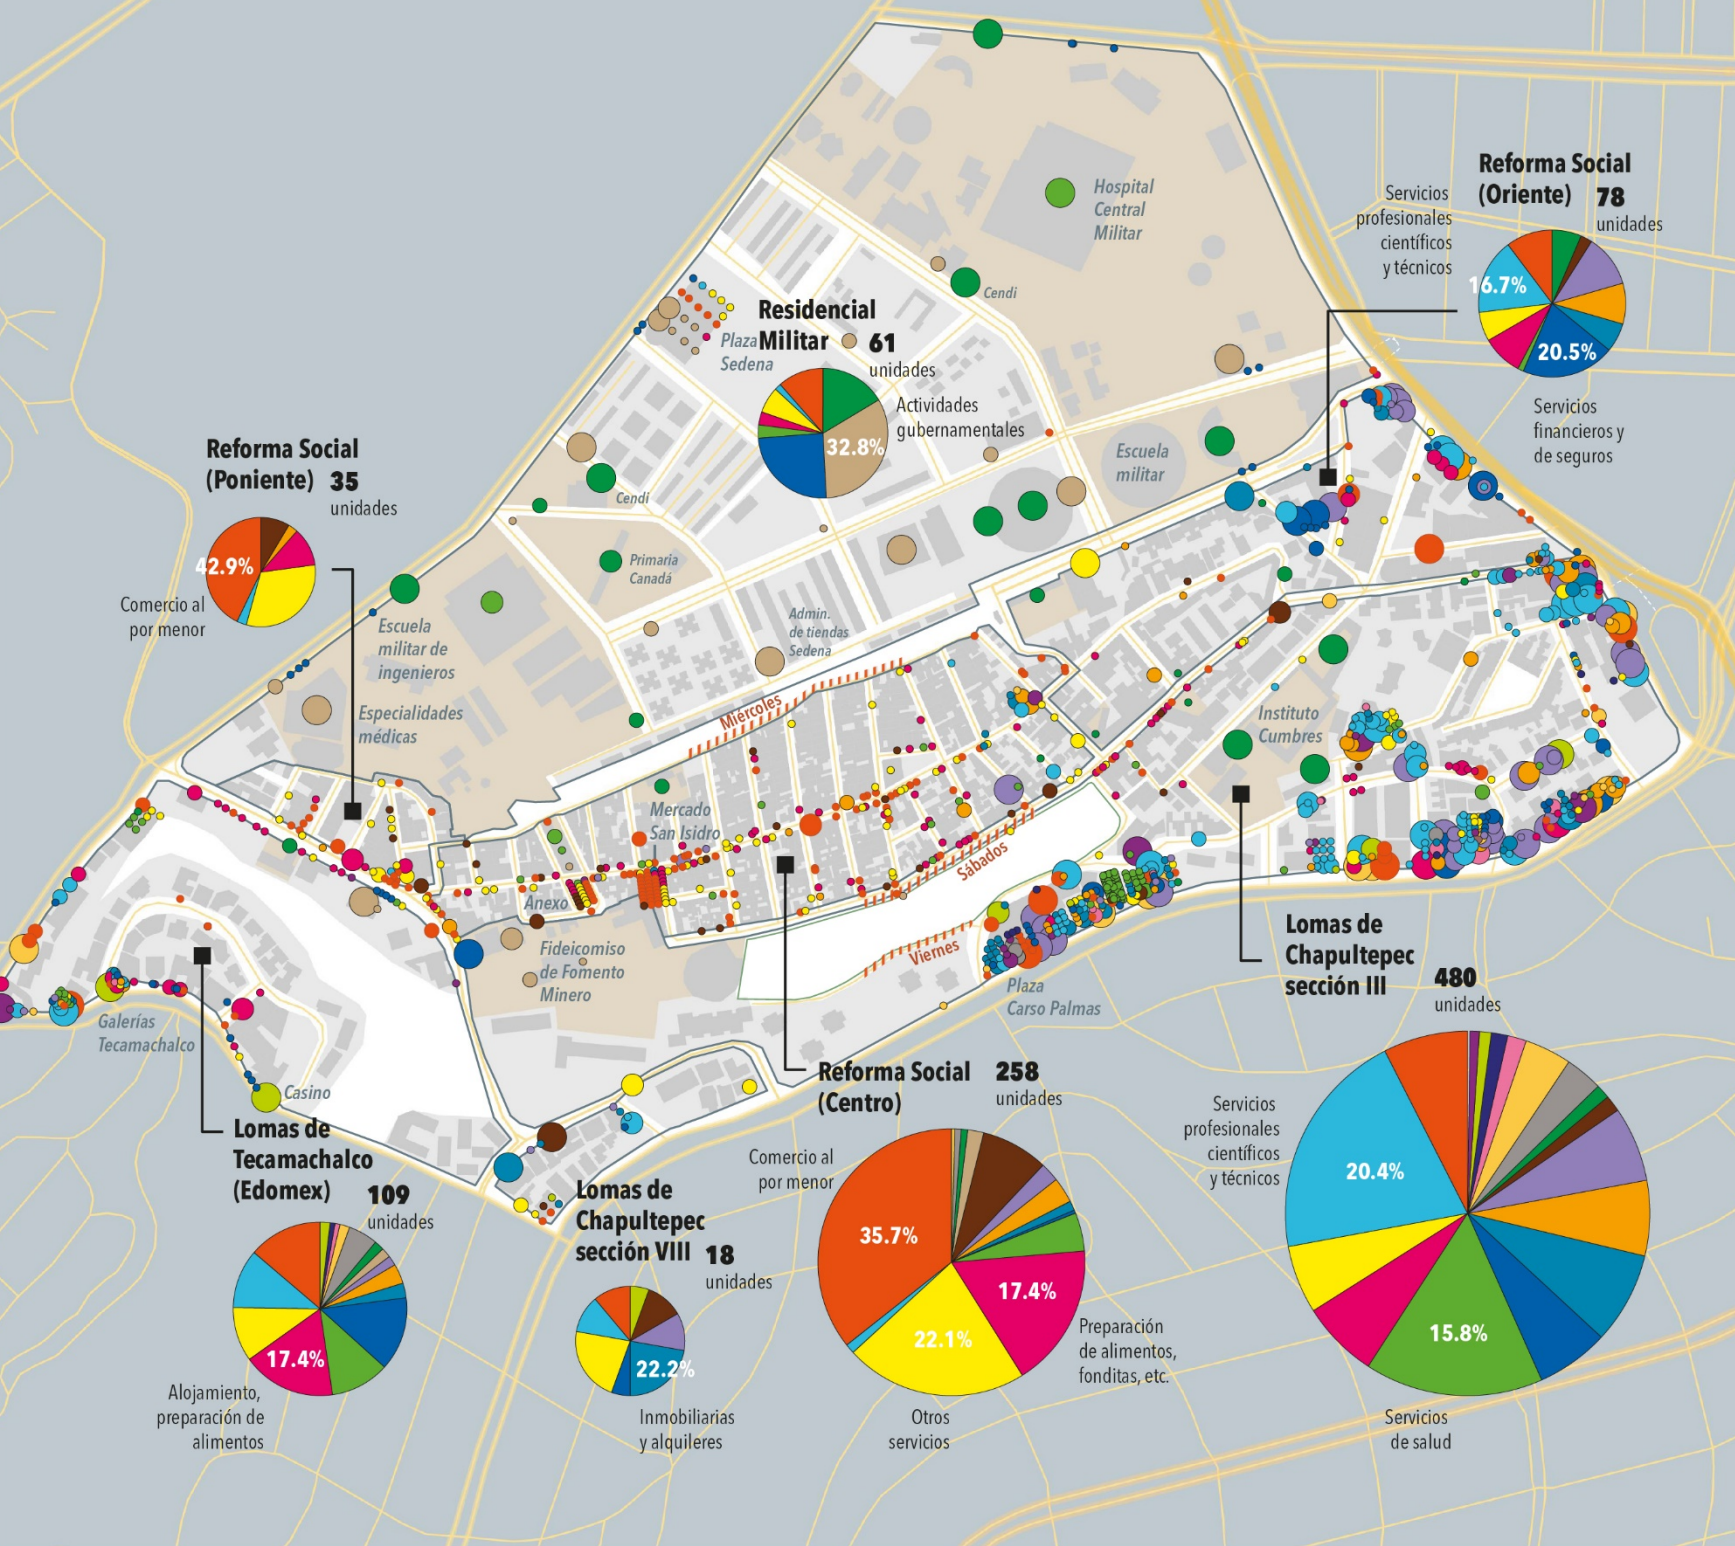 Hospital
Central
Militar
Cendi
Reforma Social
(Oriente) 78
unidades
Servicios
profesionales
científicos
y técnicos
16.7%
20.5%
Servicios
financieros y
de seguros
Plaza
Sedena
Residencial
Militar 61
unidades
Actividades
gubernamentales
32.8%
Escuela
militar
Reforma Social
(Poniente) 35
unidades
42.9%
Comercio al
por menor
Cendi
Primaria
Canadá
Escuela
militar de
ingenieros
Admin.
de tiendas
Sedena
Especialidades
médicas
Miércoles
Instituto
Cumbres
Mercado
San Isidro
Sábados
Anexo
Fideicomiso
de Fomento
Minero
Viernes
Plaza
Carso Palmas
Galerías
Tecamachalco
Casino
Lomas de
Chapultepec
sección III 480
unidades
Servicios
profesionales
científicos
y técnicos
20.4%
15.8%
Servicios
de salud
Reforma Social 258
(Centro) unidades
Comercio al
por menor
35.7%
17.4%
22.1%
Preparación
de alimentos,
fonditas, etc.
Otros
servicios
Lomas de
Tecamachalco
(Edomex) 109
unidades
17.4%
Alojamiento,
preparación de
alimentos
Lomas de
Chapultepec
sección VIII 18
unidades
22.2%
Inmobiliarias
y alquileres